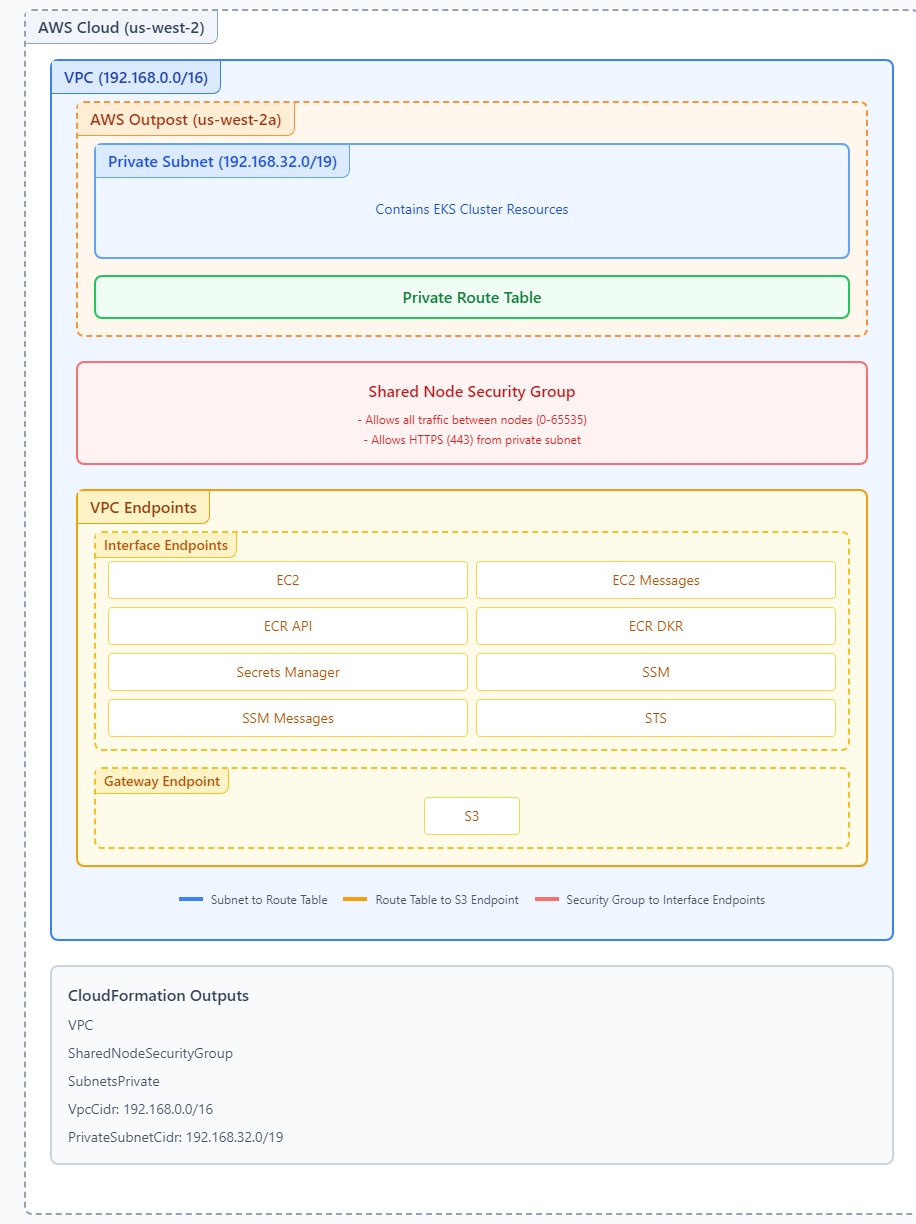 AWS Cloud (us-west-2)
VPC (192.168.0.0/16)
AWS Outpost (us-west-2a)
Private Subnet (192.168.32.0/19)
Contains EKS Cluster Resources
Private Route Table
Shared Node Security Group
- Allows all traffic between nodes (0-65535)
- Allows HTTPS (443) from private subnet
VPC Endpoints
Interface Endpoints
EC2
EC2 Messages
ECR API
ECR DKR
Secrets Manager
SSM
SSM Messages
STS
Gateway Endpoint
S3
Subnet to Route Table
Route Table to S3 Endpoint
Security Group to Interface Endpoints
CloudFormation Outputs
VPC
SharedNodeSecurityGroup
SubnetsPrivate
VpcCidr: 192.168.0.0/16
PrivateSubnetCidr: 192.168.32.0/19